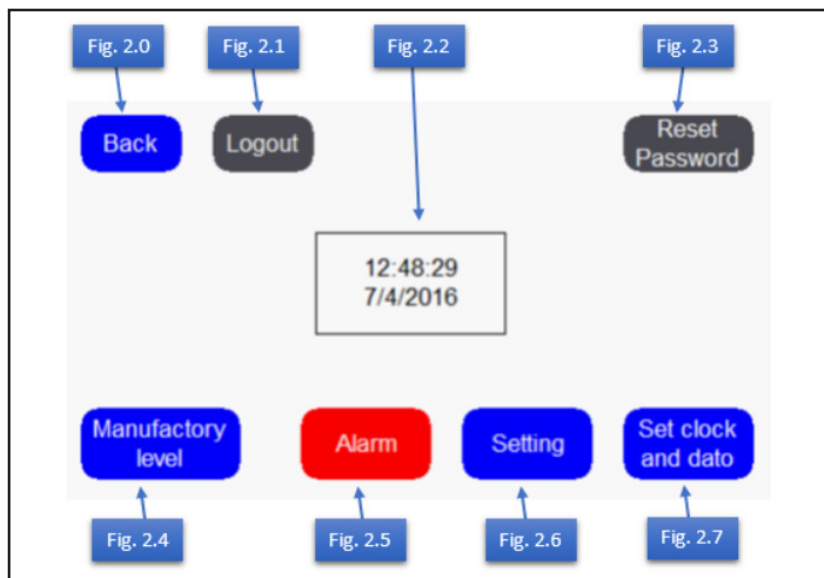 Fig. 2.0 Fig. 2.1 Fig. 2.2 Fig. 2.3
Back
Logout
Reset
Password
12:48:29
7/4/2016
Manufactory
level
Alarm
Setting
Set clock
and dato
Fig. 2.4 Fig. 2.5 Fig. 2.6 Fig. 2.7